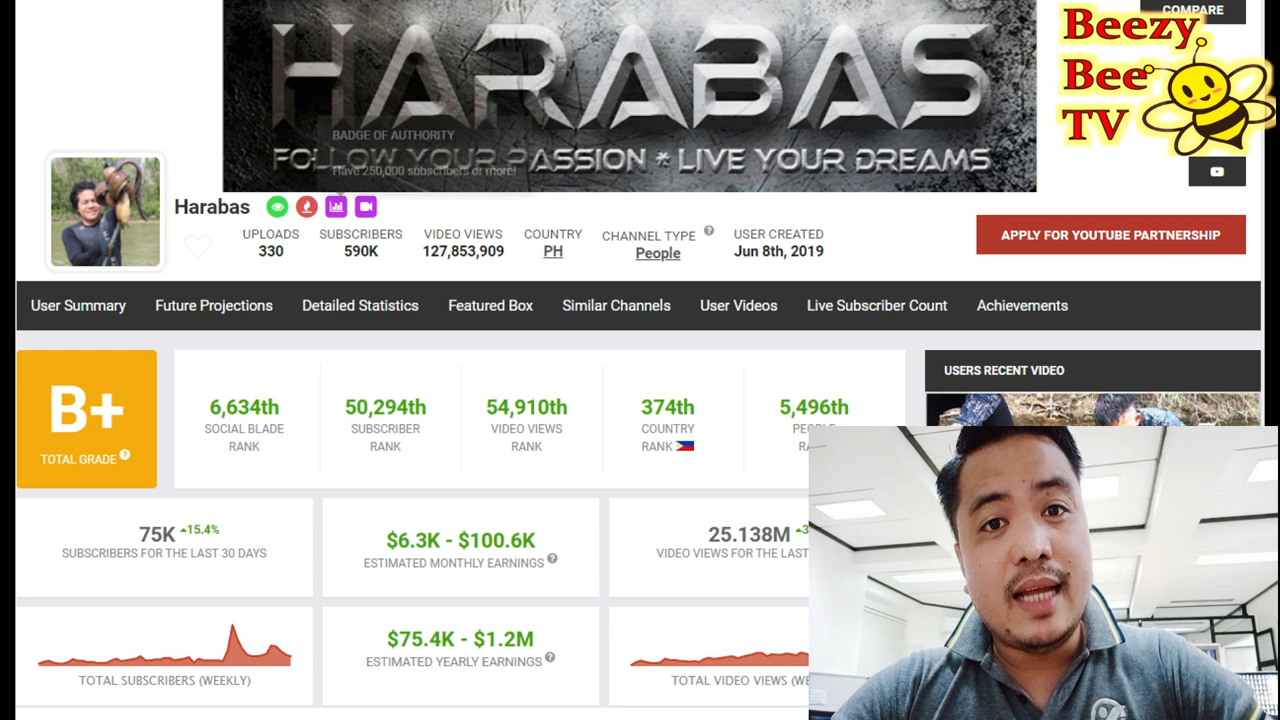 COMPARE
HARABAS
BADGE OF AUTHORITY
FOLLOW YOUR PASSION * LIVE YOUR DREAMS
Have 250,000 subscribers or more!
Beezy
Bee
TV
Harabas
UPLOADS
330
SUBSCRIBERS
590K
VIDEO VIEWS
127,853,909
COUNTRY
PH
CHANNEL TYPE
People
USER CREATED
Jun 8th, 2019
APPLY FOR YOUTUBE PARTNERSHIP
User Summary Future Projections Detailed Statistics Featured Box Similar Channels User Videos Live Subscriber Count Achievements
B+
TOTAL GRADE
6,634th
SOCIAL BLADE
RANK
50,294th
SUBSCRIBER
RANK
54,910th
VIDEO VIEWS
RANK
374th
COUNTRY
RANK
5,496th
USERS RECENT VIDEO
75K 15.4%
SUBSCRIBERS FOR THE LAST 30 DAYS
$6.3K - $100.6K
ESTIMATED MONTHLY EARNINGS
25.138M
VIDEO VIEWS FOR THE LAST
TOTAL SUBSCRIBERS (WEEKLY)
$75.4K - $1.2M
ESTIMATED YEARLY EARNINGS
TOTAL VIDEO VIEWS